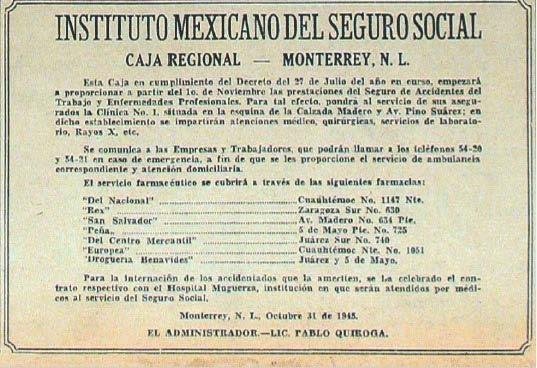 INSTITUTO MEXICANO DEL SEGURO SOCIAL
CAJA REGIONAL — MONTERREY, N. L.
Esta Caja en cumplimiento del Decreto del 27 de Julio del año en curso, empezará
a proporcionar a partir del 1o. de Noviembre las prestaciones del Seguro de Accidentes del
Trabajo y Enfermedades Profesionales. Para tal efecto, pondrá al servicio de sus asegu-
rados la Clínica No. 1, situada en la esquina de la Calzada Madero y Av. Pino Suárez; en
dicho establecimiento se impartirán atenciones médico, quirúrgicas, servicios de laborato-
rio, Rayos X, etc.
Se comunica a las Empresas y Trabajadores, que podrán llamar a los teléfonos 54-20
y 54-21 en caso de emergencia, a fin de que se les proporcione el servicio de ambulancia
correspondiente y atención domiciliaria.
El servicio farmacéutico se cubrirá a través de las siguientes farmacias:
"Del Nacional" Cuauhtémoc No. 1147 Nte.
"Rex" Zaragoza Sur No. 630
"San Salvador" Av. Madero No. 634 Pte.
"Peña„ 5 de Mayo Pte. No. 725
"Del Centro Mercantil" Juárez Sur No. 740
"Europea" Cuauhtémoc Nte. No. 1051
"Droguería Benavides" Juárez y 5 de Mayo.
Para la internación de los accidentados que la ameriten, se ha celebrado el con-
trato respectivo con el Hospital Muguerza, institución en que serán atendidos por médi-
cos al servicio del Seguro Social.
Monterrey, N. L., Octubre 31 de 1945.
EL ADMINISTRADOR.—LIC. PABLO QUIROGA.